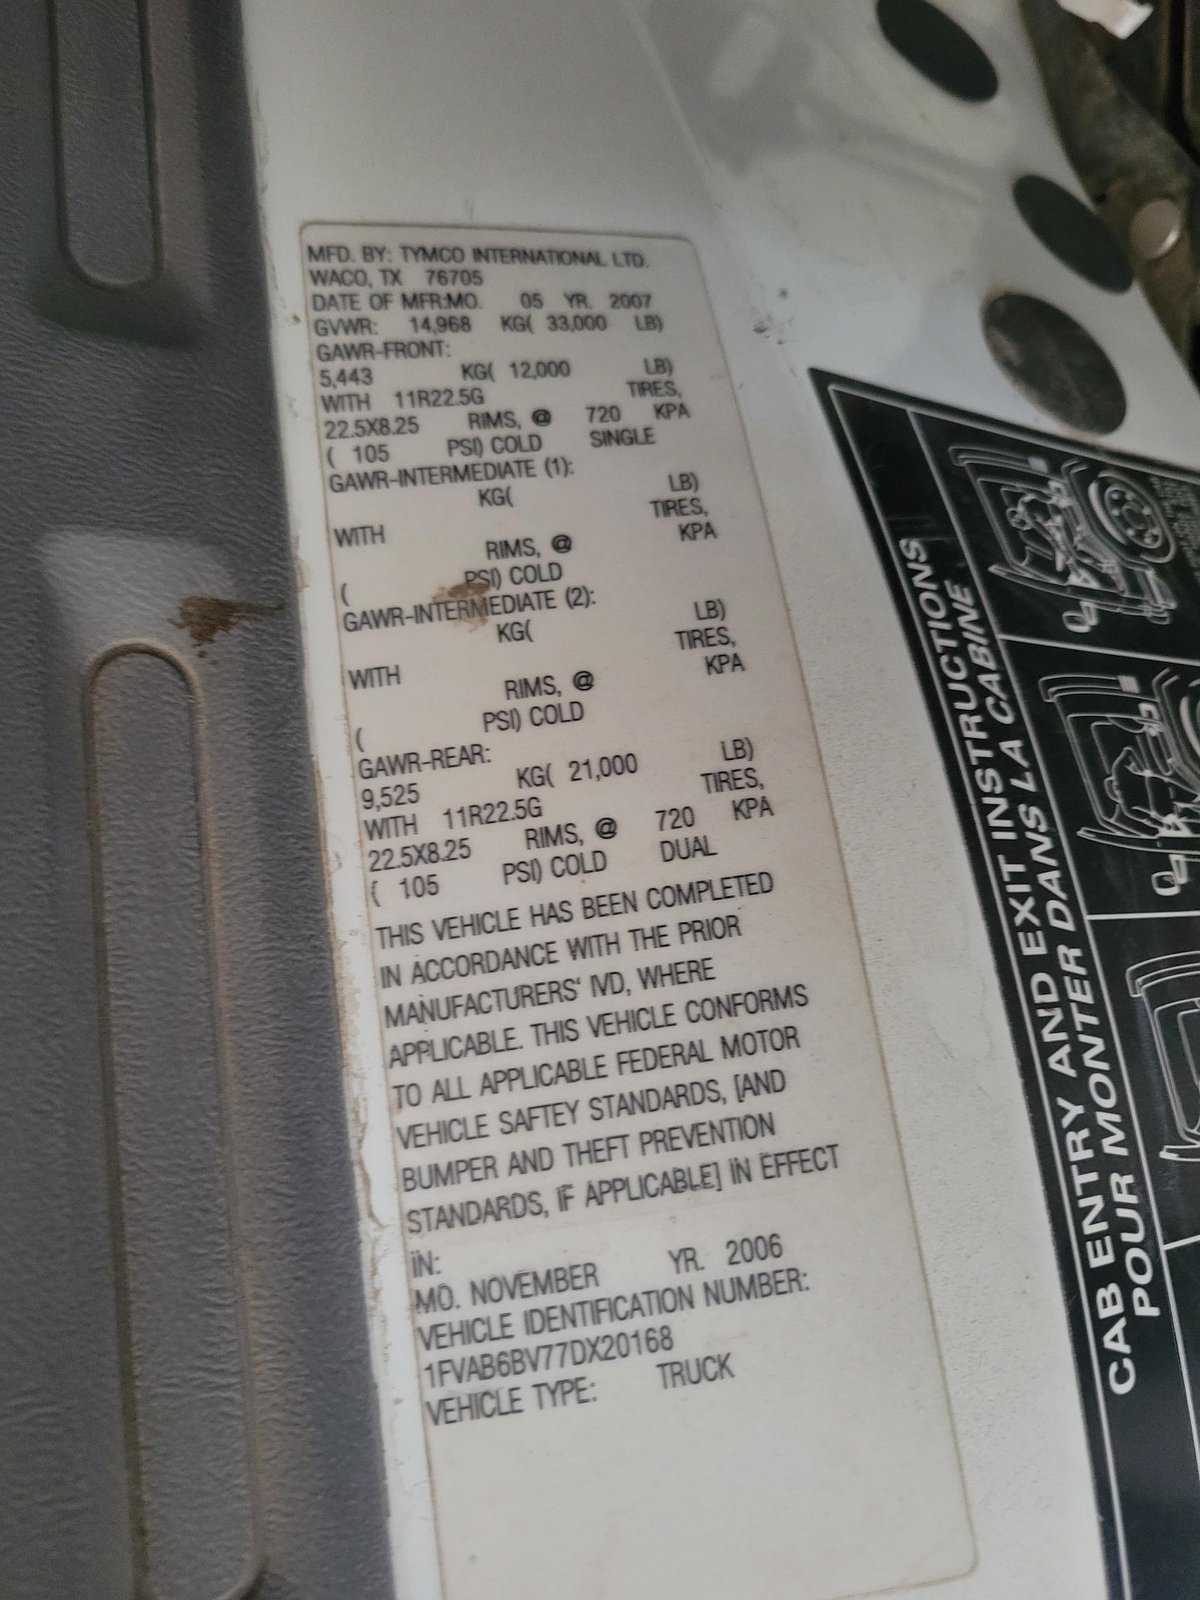 MFD. BY: TYMCO INTERNATIONAL LTD.
WACO, TX 76705
DATE OF MFR:MO. 05 YR. 2007
GVWR: 14,968 KG( 33,000 LB)
GAWR-FRONT:
5,443 KG( 12,000 LB)
WITH 11R22.5G TIRES,
22.5X8.25 RIMS, @ 720 KPA
( 105 PSI) COLD SINGLE
GAWR-INTERMEDIATE (1):
KG( LB)
WITH TIRES,
RIMS, @ KPA
( PSI) COLD
GAWR-INTERMEDIATE (2):
KG( LB)
WITH TIRES,
RIMS, @ KPA
( PSI) COLD
GAWR-REAR:
9,525 KG( 21,000 LB)
WITH 11R22.5G TIRES,
22.5X8.25 RIMS, @ 720 KPA
( 105 PSI) COLD DUAL
THIS VEHICLE HAS BEEN COMPLETED
IN ACCORDANCE WITH THE PRIOR
MANUFACTURERS' IVD, WHERE
APPLICABLE. THIS VEHICLE CONFORMS
TO ALL APPLICABLE FEDERAL MOTOR
VEHICLE SAFTEY STANDARDS, [AND
BUMPER AND THEFT PREVENTION
STANDARDS, IF APPLICABLE] IN EFFECT
IN:
MO. NOVEMBER YR. 2006
VEHICLE IDENTIFICATION NUMBER:
1FVAB6BV77DX20168
VEHICLE TYPE: TRUCK
CAB ENTRY AND EXIT INSTRUCTIONS
POUR MONTER DANS LA CABINE